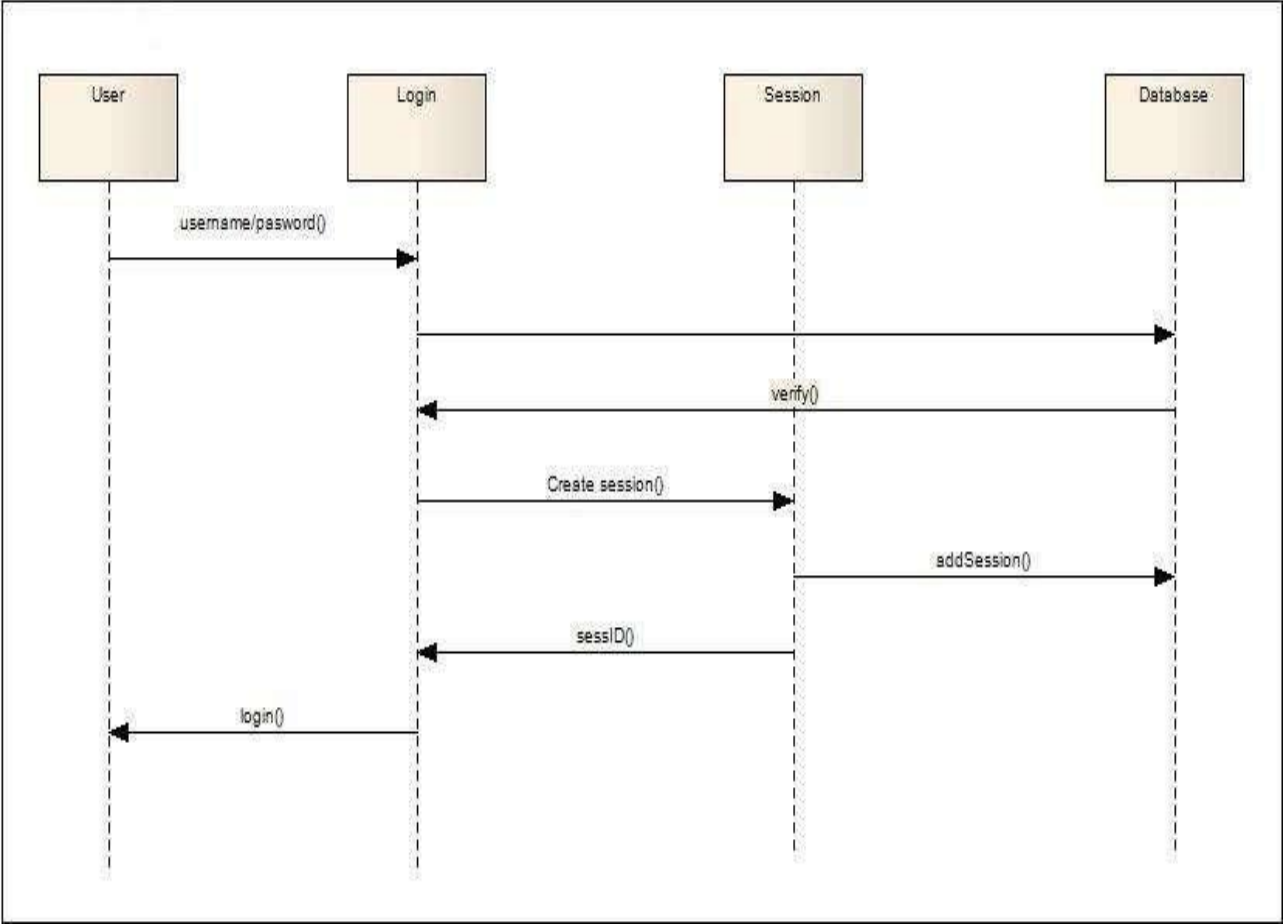 User
Login
Session
Database
username/pasword()
verify()
Create session()
addSession()
sessID()
login()